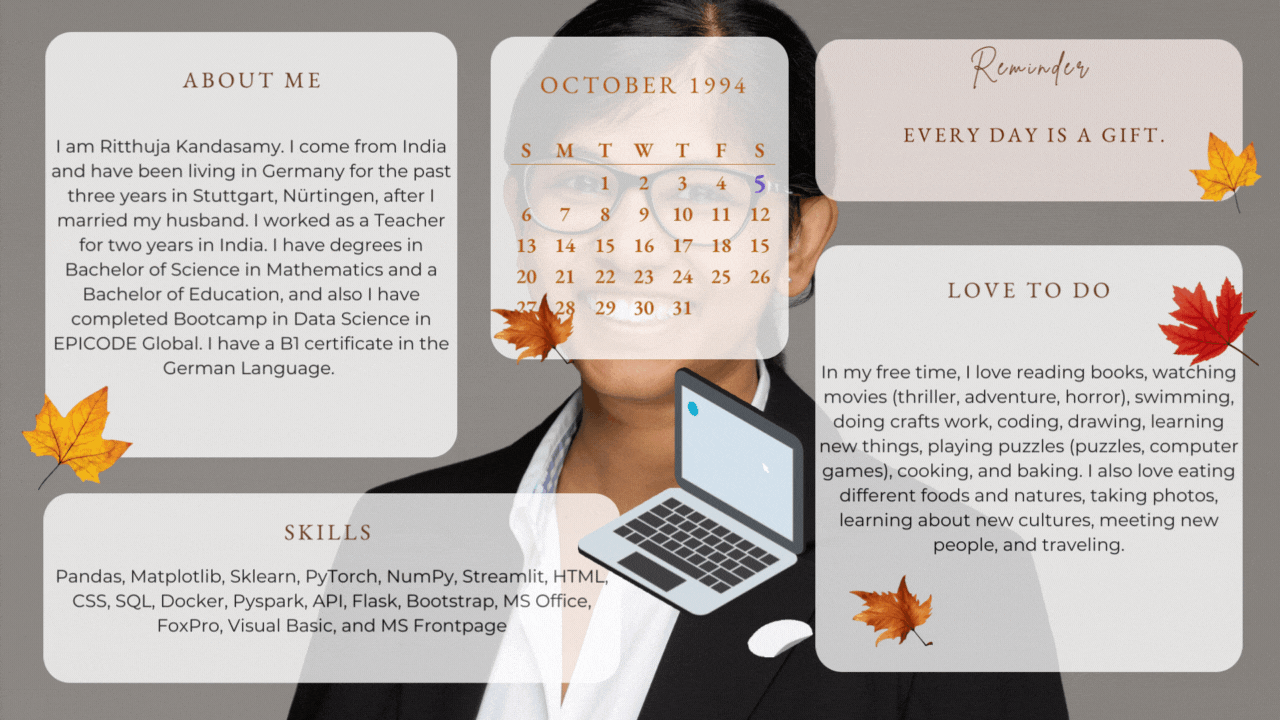 ABOUT ME
I am Ritthuja Kandasamy. I come from India
and have been living in Germany for the past
three years in Stuttgart, Nürtingen, after I
married my husband. I worked as a Teacher
for two years in India. I have degrees in
Bachelor of Science in Mathematics and a
Bachelor of Education, and also I have
completed Bootcamp in Data Science in
EPICODE Global. I have a B1 certificate in the
German Language.
OCTOBER 1994
S M T W T F S
1 2 3 4 5
6 7 8 9 10 11 12
13 14 15 16 17 18 15
20 21 22 23 24 25 26
27 28 29 30 31
Reminder
EVERY DAY IS A GIFT.
LOVE TO DO
In my free time, I love reading books, watching
movies (thriller, adventure, horror), swimming,
doing crafts work, coding, drawing, learning
new things, playing puzzles (puzzles, computer
games), cooking, and baking. I also love eating
different foods and natures, taking photos,
learning about new cultures, meeting new
people, and traveling.
SKILLS
Pandas, Matplotlib, Sklearn, PyTorch, NumPy, Streamlit, HTML,
CSS, SQL, Docker, Pyspark, API, Flask, Bootstrap, MS Office,
FoxPro, Visual Basic, and MS Frontpage